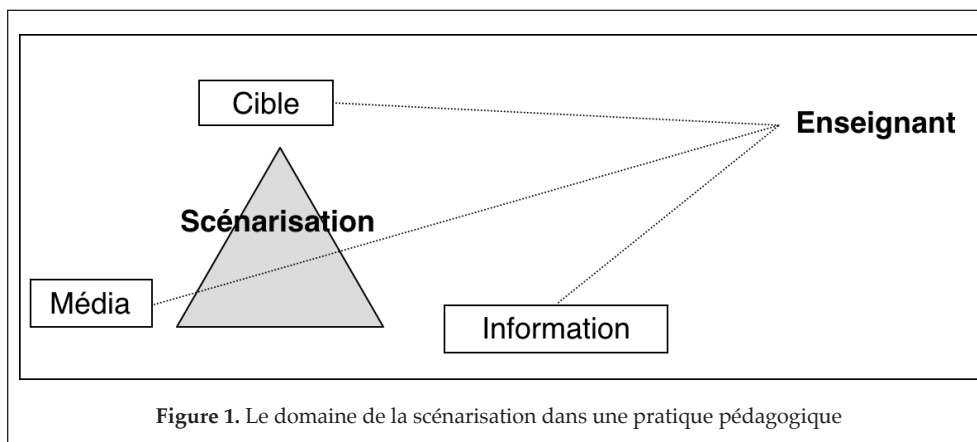 Cible
Enseignant
Scénarisation
Média
Information
Figure 1. Le domaine de la scénarisation dans une pratique pédagogique